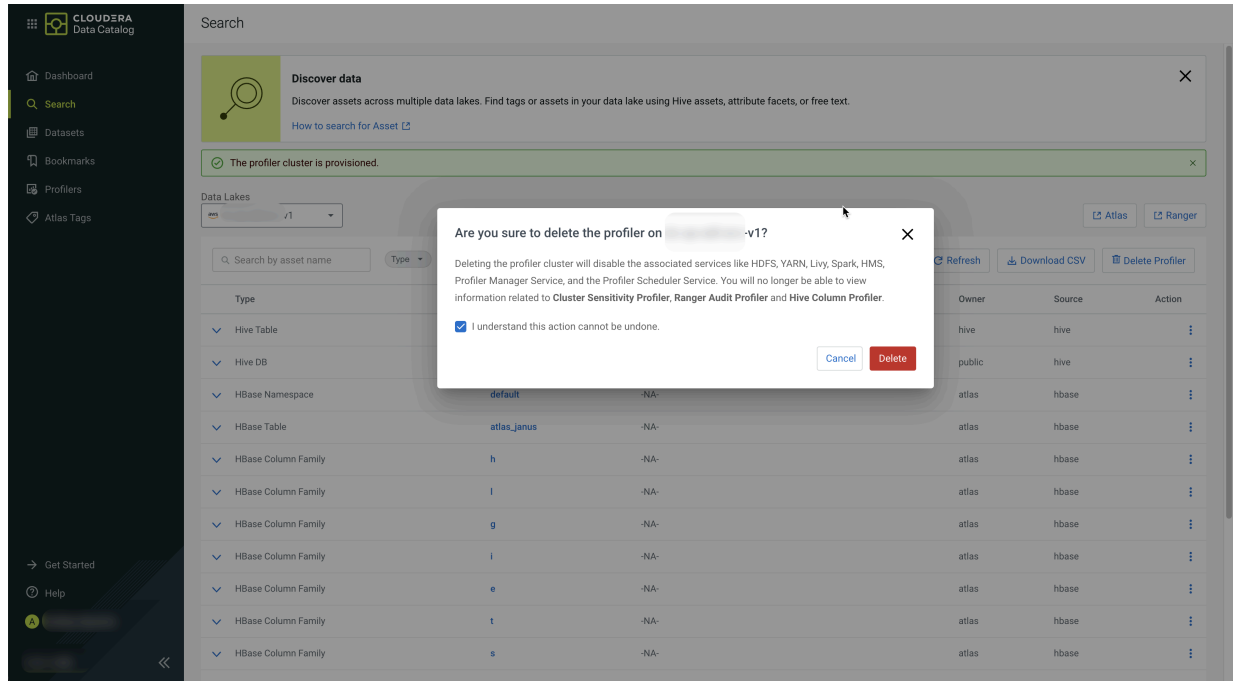 CLOUDERA
Data Catalog
Dashboard
Search
Datasets
Bookmarks
Profilers
Atlas Tags
Get Started
Help
A
Search
Discover data
Discover assets across multiple data lakes. Find tags or assets in your data lake using Hive assets, attribute facets, or free text.
How to search for Asset
The profiler cluster is provisioned.
Data Lakes
aws v1
Atlas
Ranger
Search by asset name
Type
Refresh
Download CSV
Delete Profiler
Are you sure to delete the profiler on -v1?
Deleting the profiler cluster will disable the associated services like HDFS, YARN, Livy, Spark, HMS,
Profiler Manager Service, and the Profiler Scheduler Service. You will no longer be able to view
information related to Cluster Sensitivity Profiler, Ranger Audit Profiler and Hive Column Profiler.
I understand this action cannot be undone.
Cancel
Delete
Type Owner Source Action
Hive Table hive hive
Hive DB public hive
HBase Namespace default -NA- atlas hbase
HBase Table atlas_janus -NA- atlas hbase
HBase Column Family h -NA- atlas hbase
HBase Column Family l -NA- atlas hbase
HBase Column Family g -NA- atlas hbase
HBase Column Family i -NA- atlas hbase
HBase Column Family e -NA- atlas hbase
HBase Column Family t -NA- atlas hbase
HBase Column Family s -NA- atlas hbase